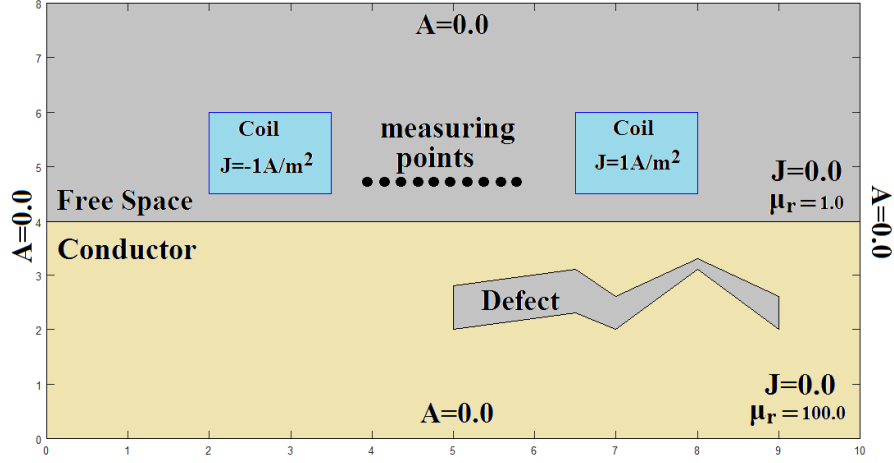 A=0.0
Coil
J=-1A/m²
measuring
points
Coil
J=1A/m²
J=0.0
μr=1.0
Free Space
A=0.0
A=0.0
Conductor
Defect
J=0.0
μr=100.0
A=0.0
8
7
6
5
4
3
2
1
0
0 1 2 3 4 5 6 7 8 9 10